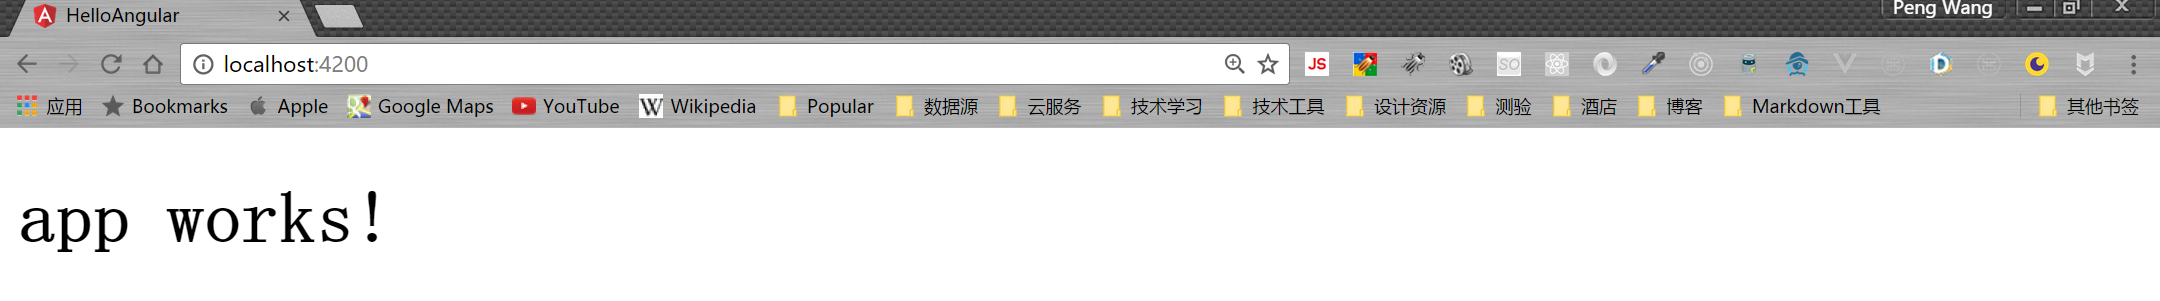 HelloAngular
Peng Wang
localhost:4200
JS
SO
应用 Bookmarks Apple Google Maps YouTube W Wikipedia Popular 数据源 云服务 技术学习 技术工具 设计资源 测验 酒店 博客 Markdown工具 其他书签
app works!